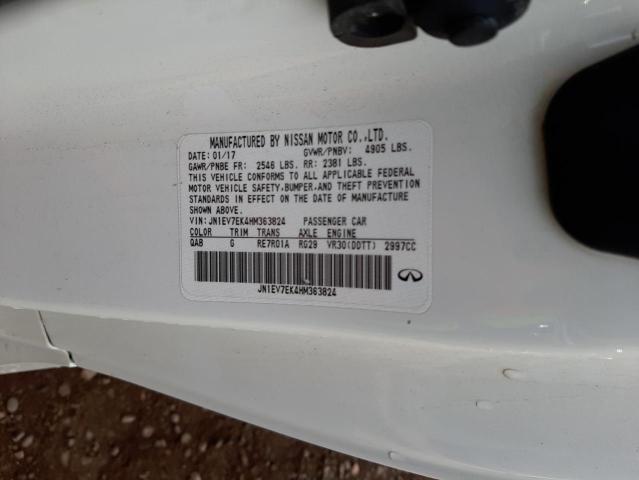 MANUFACTURED BY NISSAN MOTOR CO.,LTD.
DATE: 01/17 GVWR/PNBV: 4905 LBS.
GAWR/PNBE FR: 2546 LBS. RR: 2381 LBS.
THIS VEHICLE CONFORMS TO ALL APPLICABLE FEDERAL
MOTOR VEHICLE SAFETY,BUMPER,AND THEFT PREVENTION
STANDARDS IN EFFECT ON THE DATE OF MANUFACTURE
SHOWN ABOVE.
VIN: JN1EV7EK4HM363824 PASSENGER CAR
COLOR TRIM TRANS AXLE ENGINE
QAB G RE7R01A RG29 VR30(DDTT) 2997CC
JN1EV7EK4HM363824